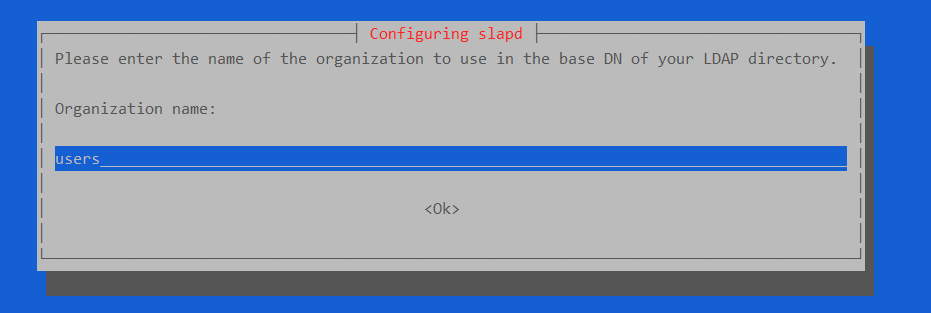 Configuring slapd
Please enter the name of the organization to use in the base DN of your LDAP directory.
Organization name:
users
<Ok>